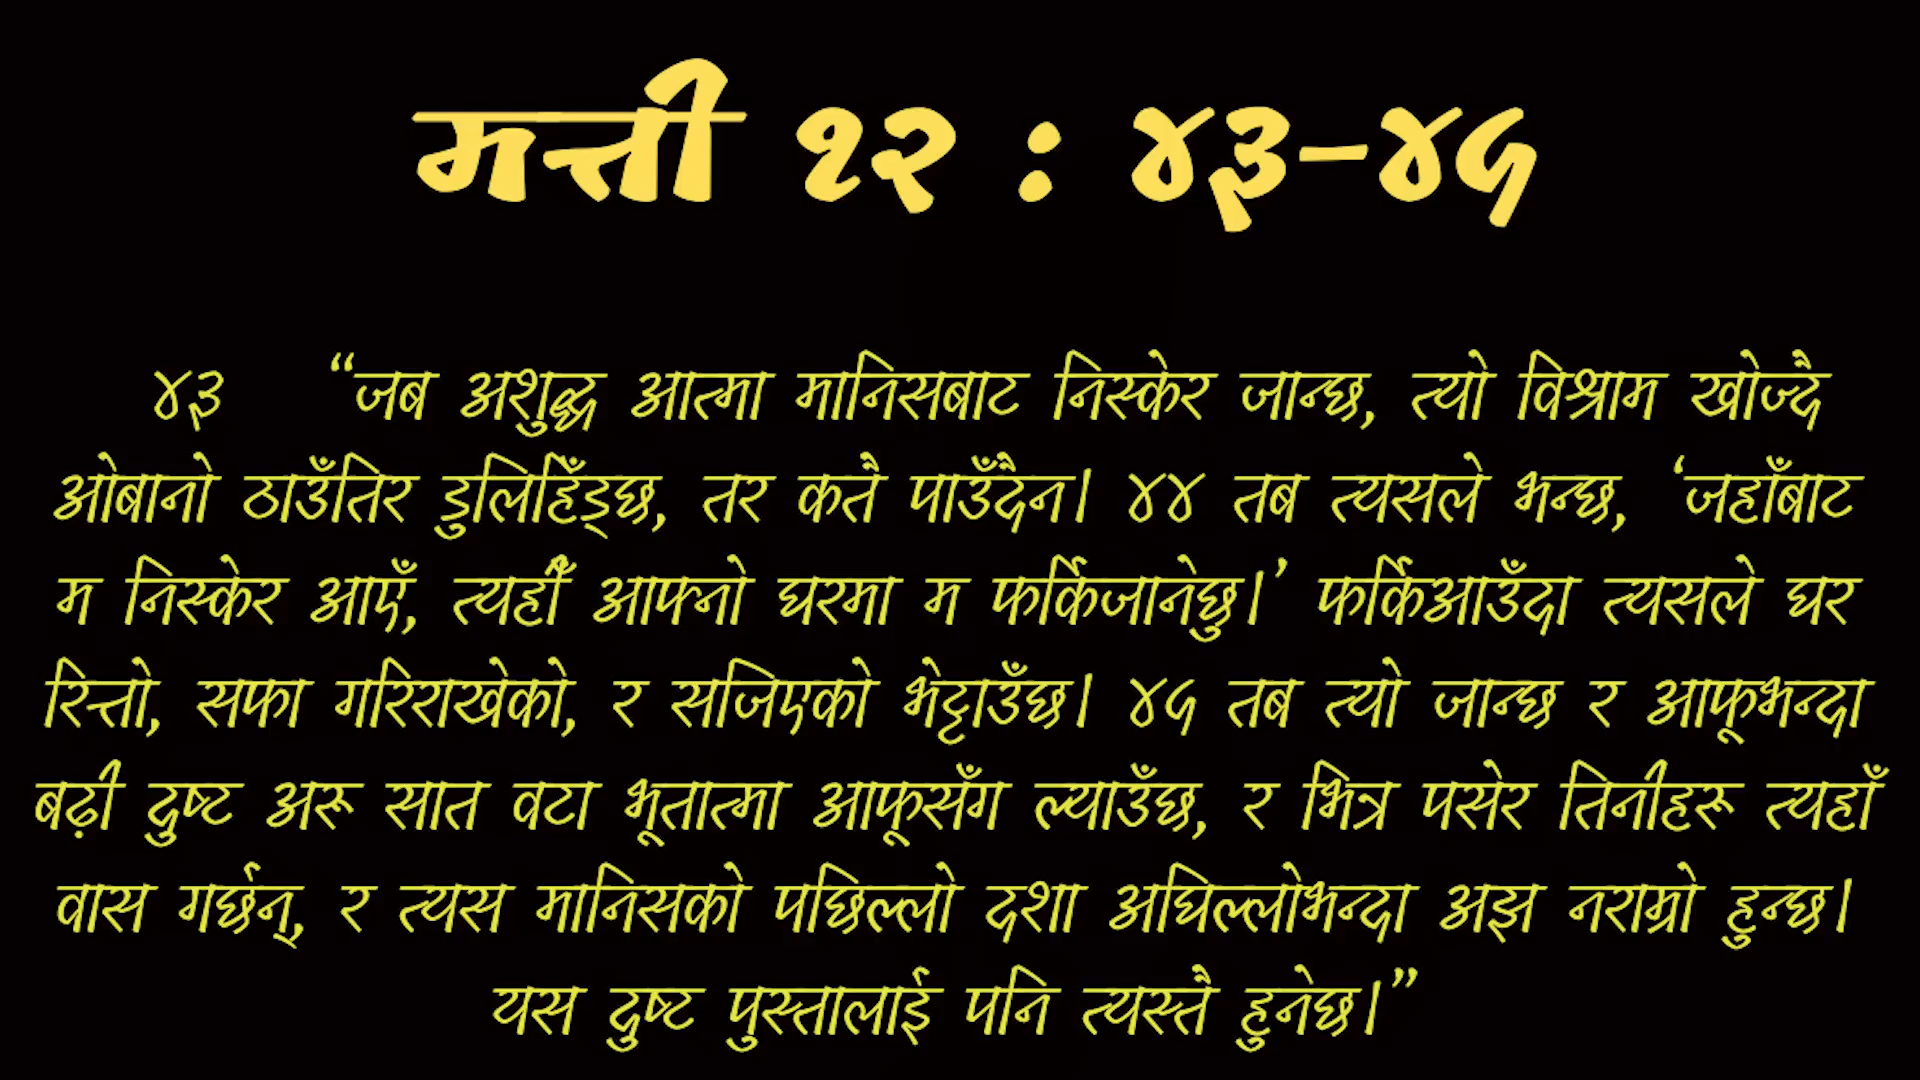 मत्ती १२ : ४३-४५
४३ “जब अशुद्ध आत्मा मानिसबाट निस्केर जान्छ, त्यो विश्राम खोज्दै
ओबानो ठाउँतिर डुलिहिँड्छ, तर कतै पाउँदैन। ४४ तब त्यसले भन्छ, ‘जहाँबाट
म निस्केर आएँ, त्यहीँ आफ्नो घरमा म फर्किजानेछु।’ फर्किआउँदा त्यसले घर
रित्तो, सफा गरिराखेको, र सजिएको भेट्टाउँछ। ४५ तब त्यो जान्छ र आफूभन्दा
बढ़ी दुष्ट अरू सात वटा भूतात्मा आफूसँग ल्याउँछ, र भित्र पसेर तिनीहरू त्यहाँ
वास गर्छन्, र त्यस मानिसको पछिल्लो दशा अघिल्लोभन्दा अझ नराम्रो हुन्छ।
यस दुष्ट पुस्तालाई पनि त्यस्तै हुनेछ।”